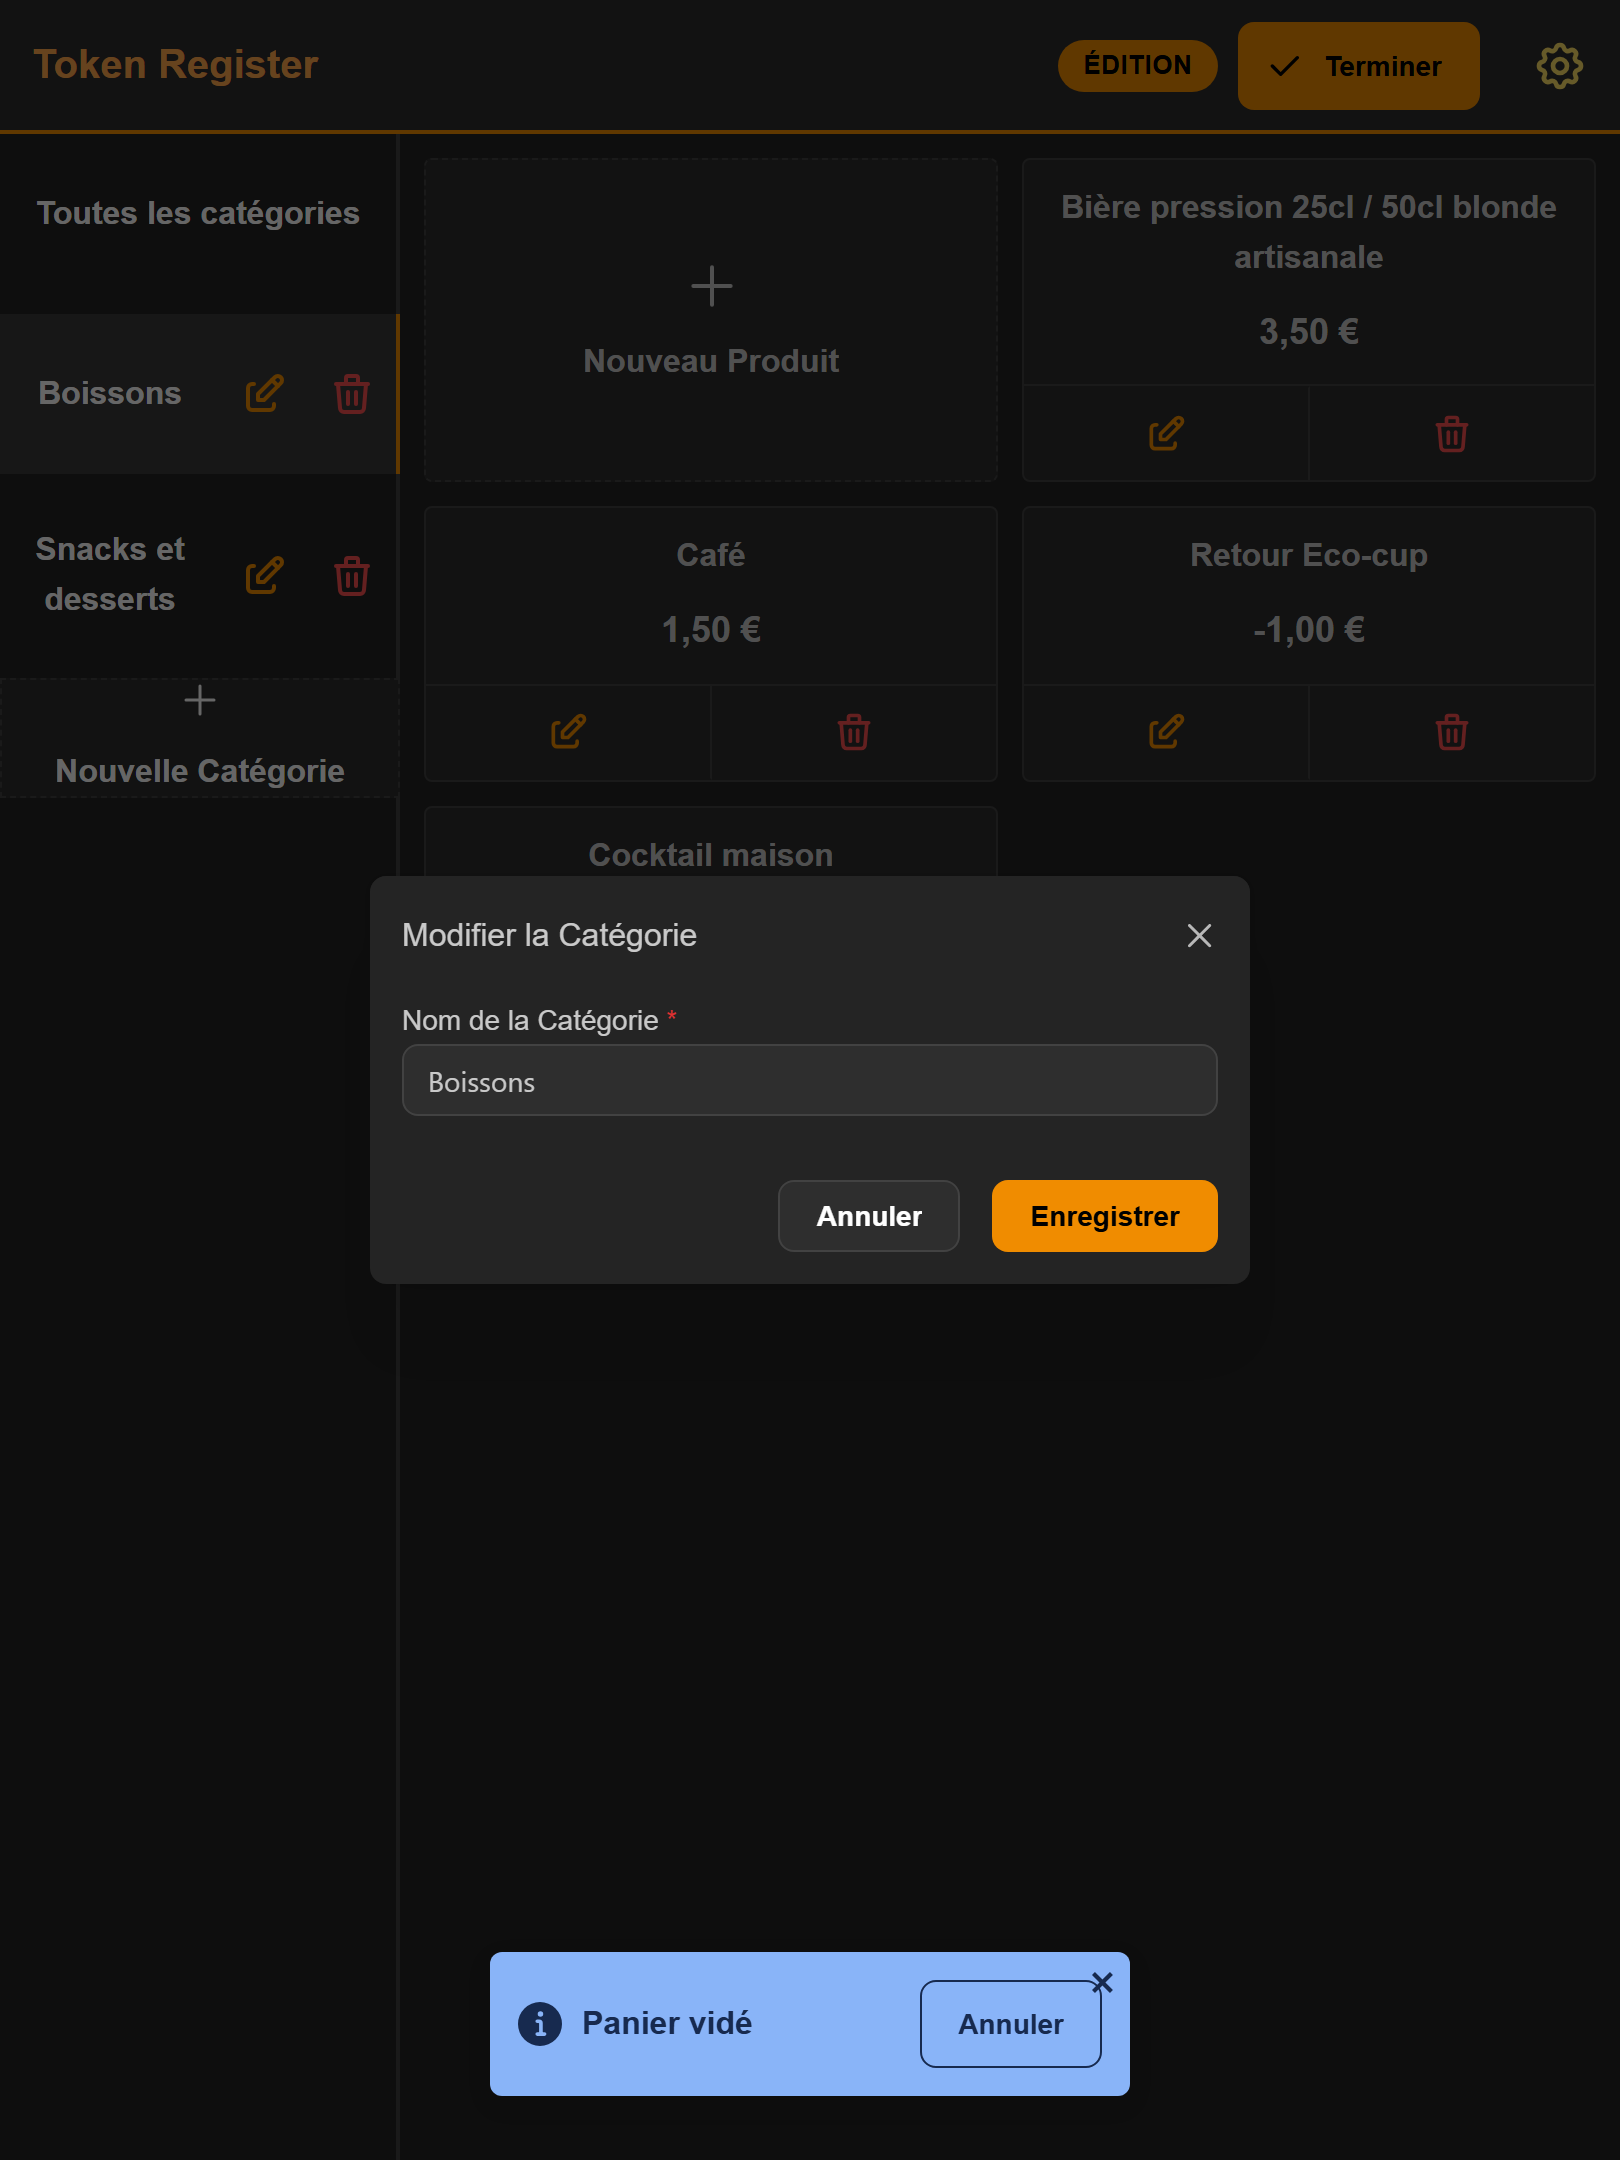 Token Register
ÉDITION
Terminer
Toutes les catégories
Boissons
Snacks et
desserts
Nouvelle Catégorie
Nouveau Produit
Bière pression 25cl / 50cl blonde
artisanale
3,50 €
Café
1,50 €
Retour Eco-cup
-1,00 €
Cocktail maison
Modifier la Catégorie
Nom de la Catégorie *
Boissons
Annuler
Enregistrer
Panier vidé
Annuler